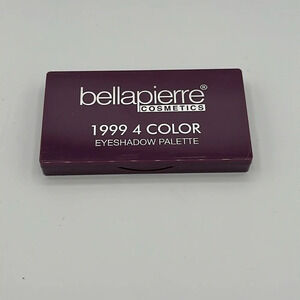 bellapierre®
COSMETICS
1999 4 COLOR
EYESHADOW PALETTE